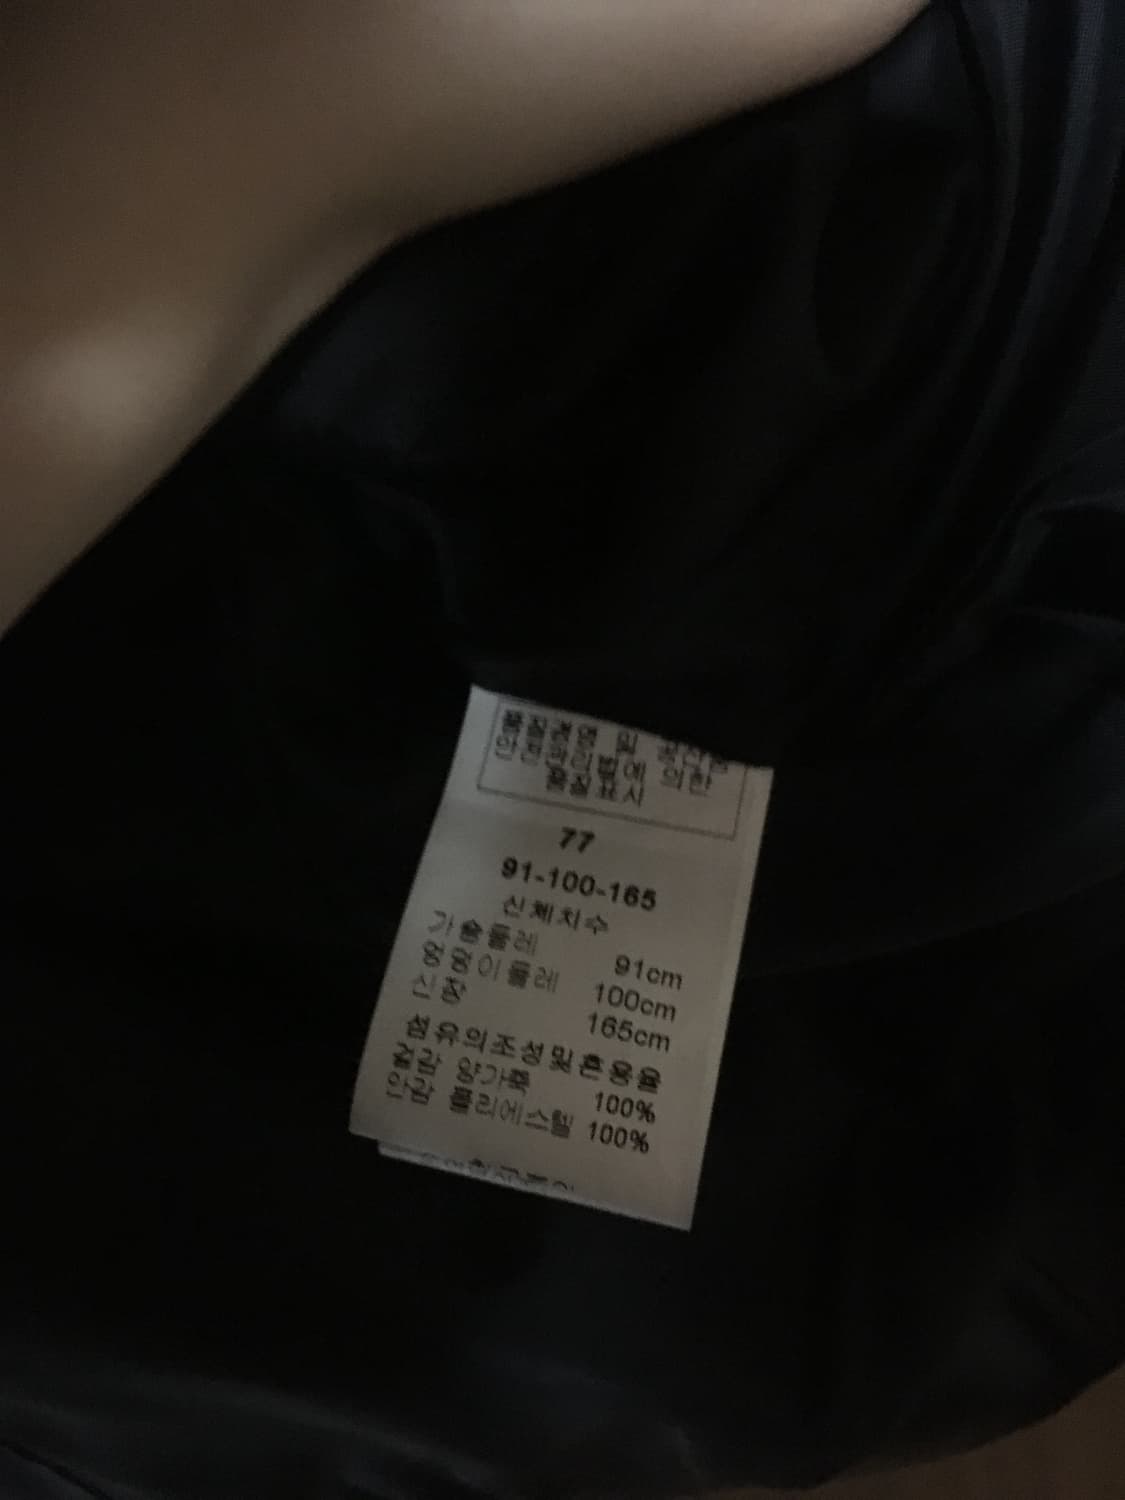 품질경영 및 공산품
안전관리법에 의한
품질표시
77
91-100-165
신체치수
가슴둘레 91cm
엉덩이둘레 100cm
신장 165cm
섬유의조성및혼용율
겉감 양가죽 100%
안감 폴리에스텔 100%